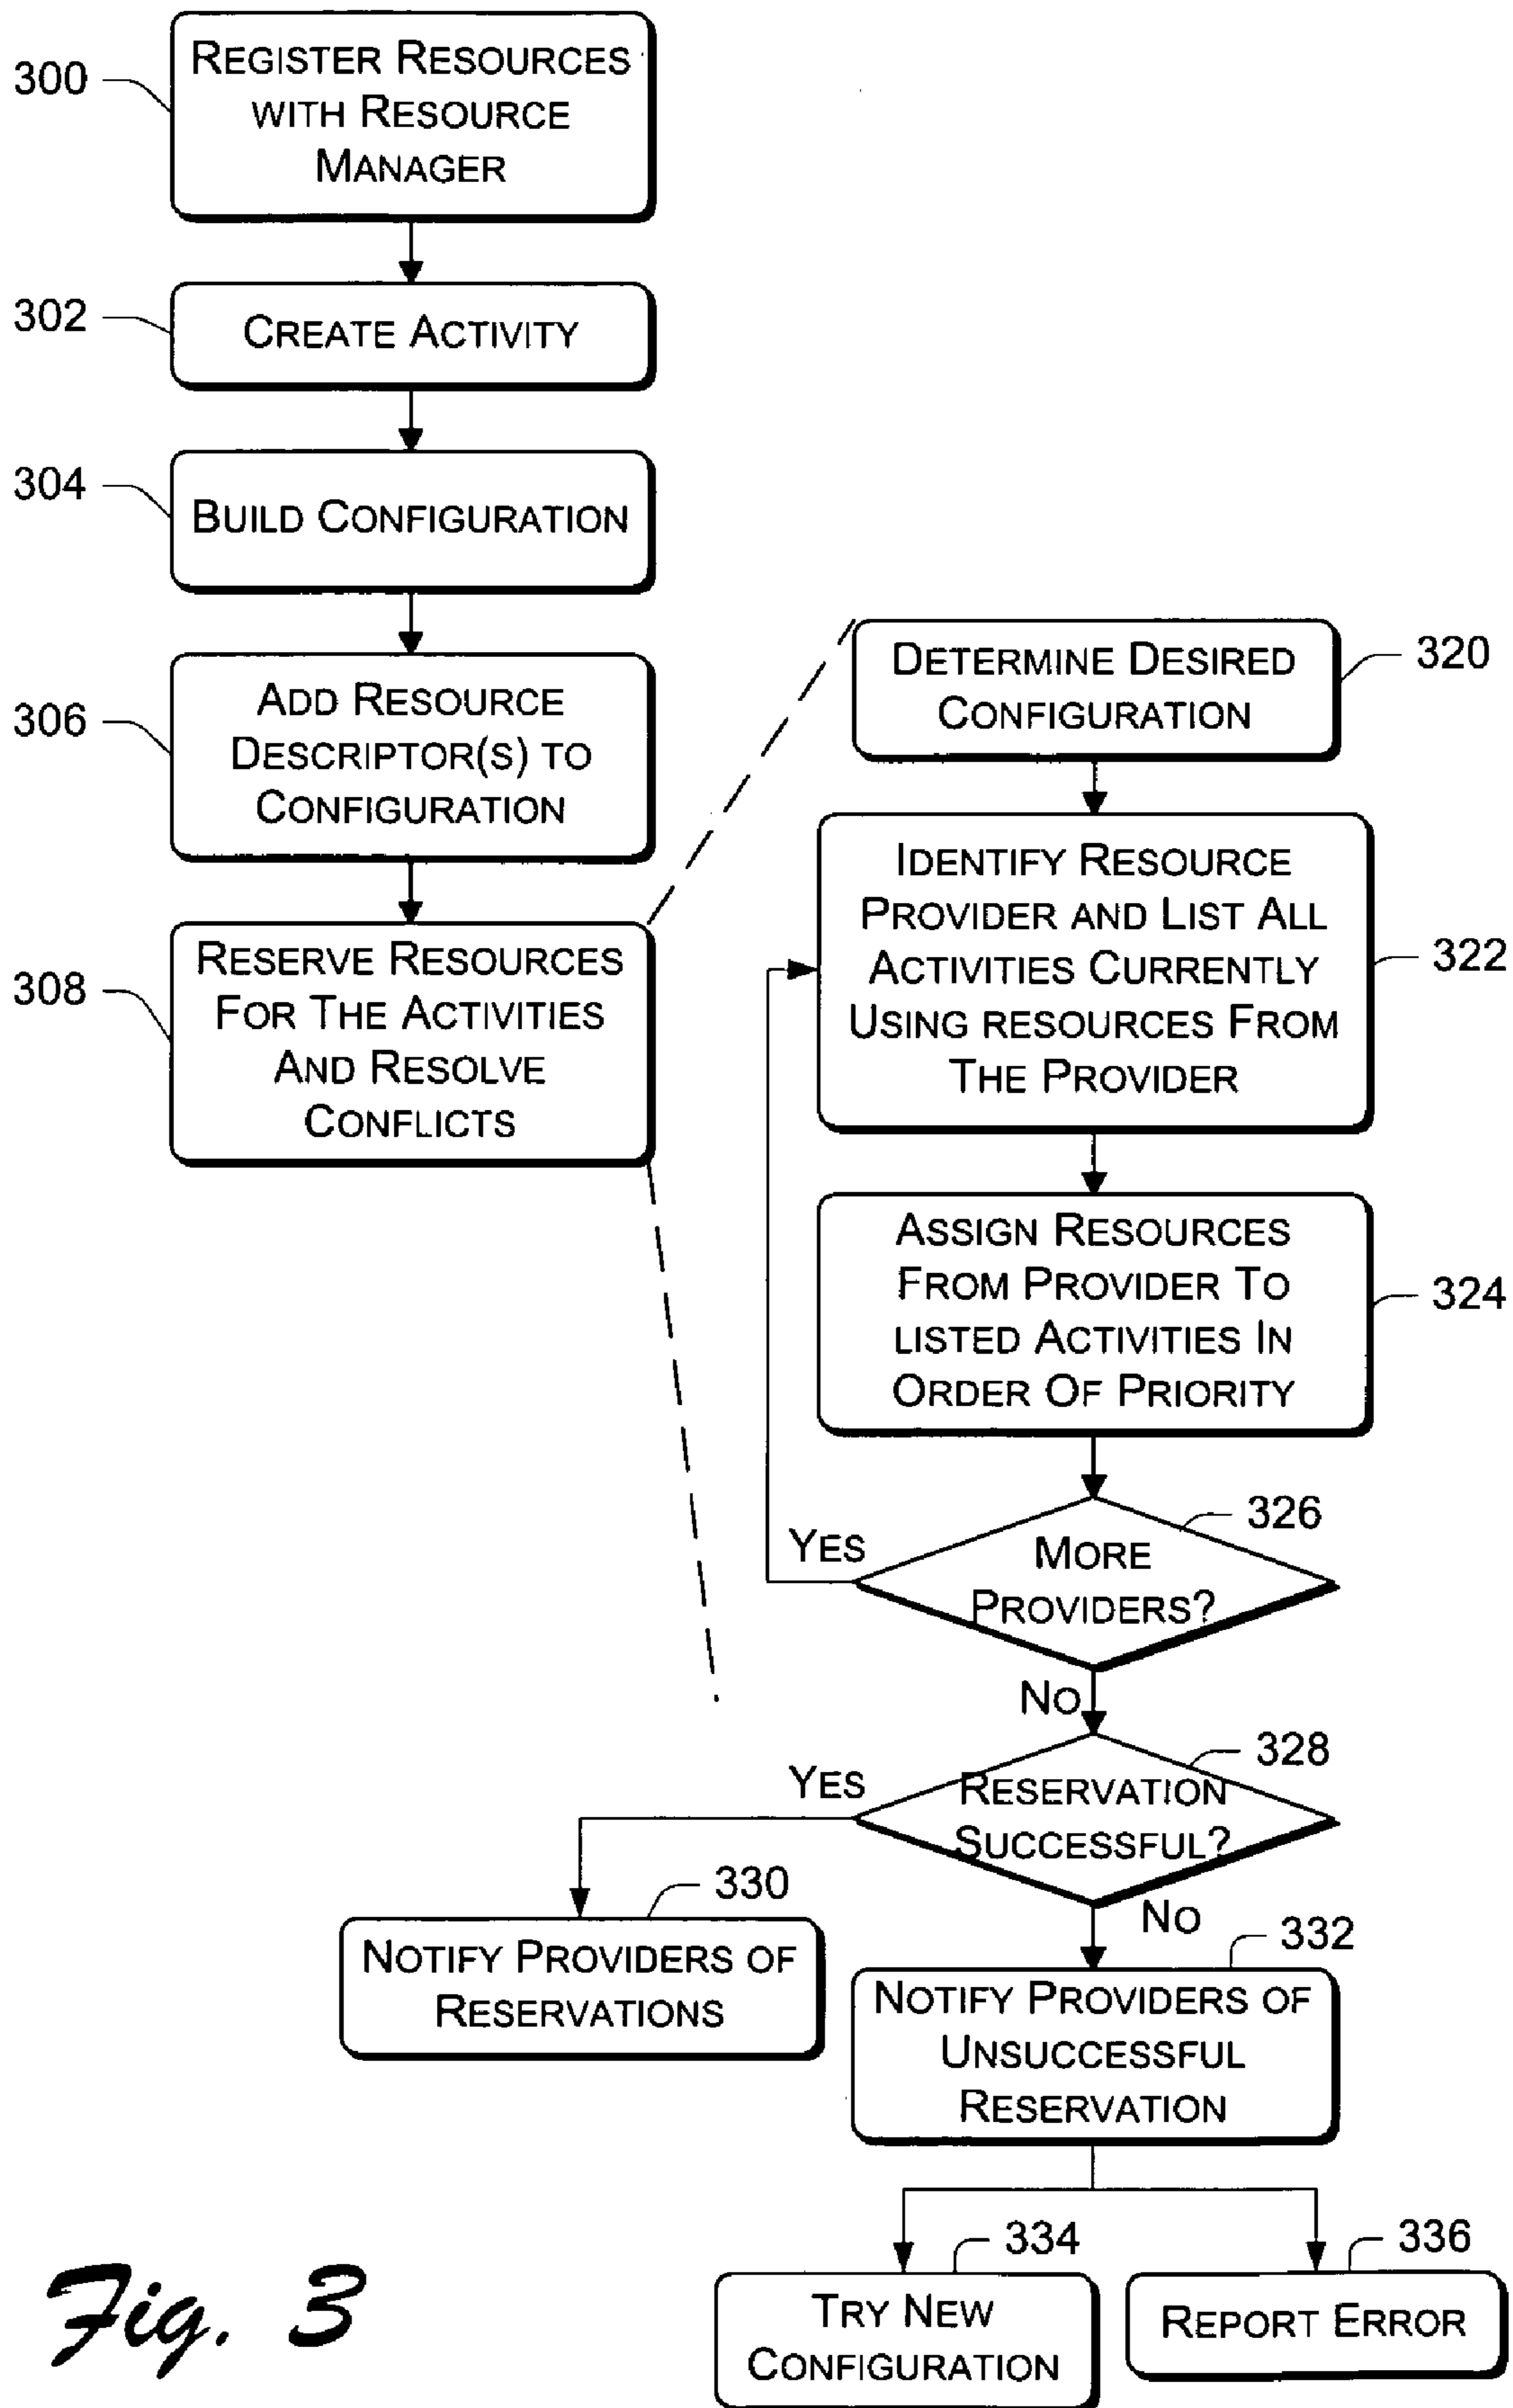 300
REGISTER RESOURCES
WITH RESOURCE
MANAGER
302
CREATE ACTIVITY
304
BUILD CONFIGURATION
306
ADD RESOURCE
DESCRIPTOR(S) TO
CONFIGURATION
308
RESERVE RESOURCES
FOR THE ACTIVITIES
AND RESOLVE
CONFLICTS
DETERMINE DESIRED
CONFIGURATION
320
IDENTIFY RESOURCE
PROVIDER AND LIST ALL
ACTIVITIES CURRENTLY
USING RESOURCES FROM
THE PROVIDER
322
ASSIGN RESOURCES
FROM PROVIDER TO
LISTED ACTIVITIES IN
ORDER OF PRIORITY
324
326
YES
MORE
PROVIDERS?
NO
328
YES
RESERVATION
SUCCESSFUL?
NO
330
NOTIFY PROVIDERS OF
RESERVATIONS
332
NOTIFY PROVIDERS OF
UNSUCCESSFUL
RESERVATION
334
TRY NEW
CONFIGURATION
336
REPORT ERROR
Fig. 3